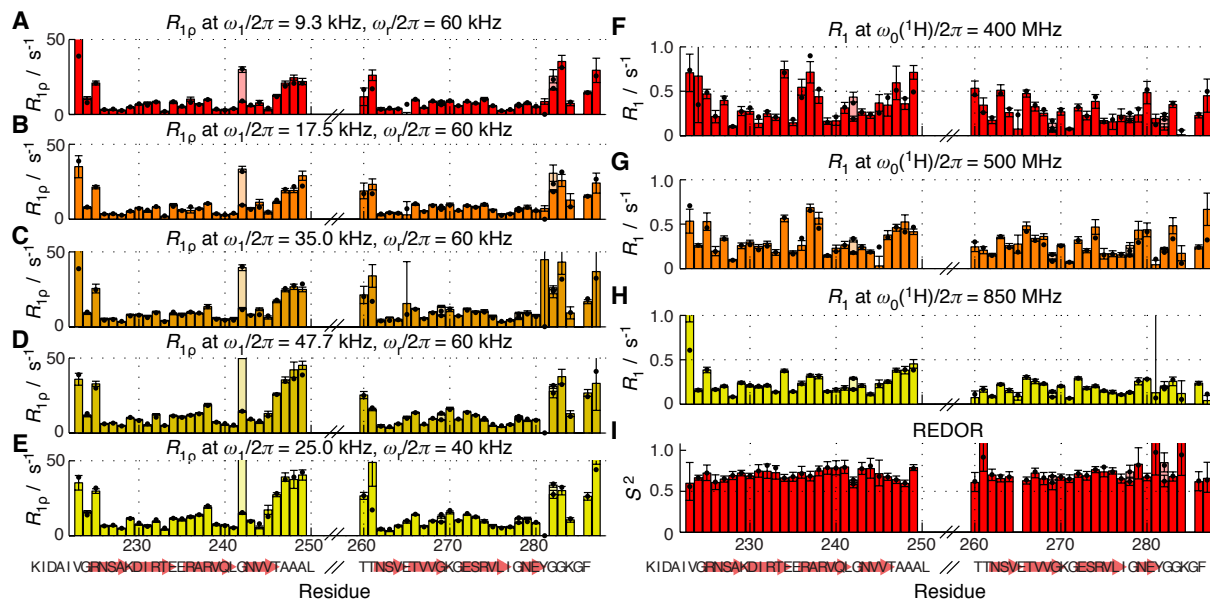 A
R1ρ at ω1/2π = 9.3 kHz, ωr/2π = 60 kHz
R1ρ / s-1
50
0
B
R1ρ at ω1/2π = 17.5 kHz, ωr/2π = 60 kHz
R1ρ / s-1
50
0
C
R1ρ at ω1/2π = 35.0 kHz, ωr/2π = 60 kHz
R1ρ / s-1
50
0
D
R1ρ at ω1/2π = 47.7 kHz, ωr/2π = 60 kHz
R1ρ / s-1
50
0
E
R1ρ at ω1/2π = 25.0 kHz, ωr/2π = 40 kHz
R1ρ / s-1
50
0
230 240 250 260 270 280
KIDAIVGRNSAKDIRTEERARVQLGNVVTAAAL // TTNSVETVVGKGESRVLIGNEYGGKGF
Residue
F
R1 at ω0(1H)/2π = 400 MHz
R1 / s-1
1.0
0.5
0
G
R1 at ω0(1H)/2π = 500 MHz
R1 / s-1
1.0
0.5
0
H
R1 at ω0(1H)/2π = 850 MHz
R1 / s-1
1.0
0.5
0
I
REDOR
S2
1.0
0.5
0
230 240 250 260 270 280
KIDAIVGRNSAKDIRTEERARVQLGNVVTAAAL // TTNSVETVVGKGESRVLIGNEYGGKGF
Residue